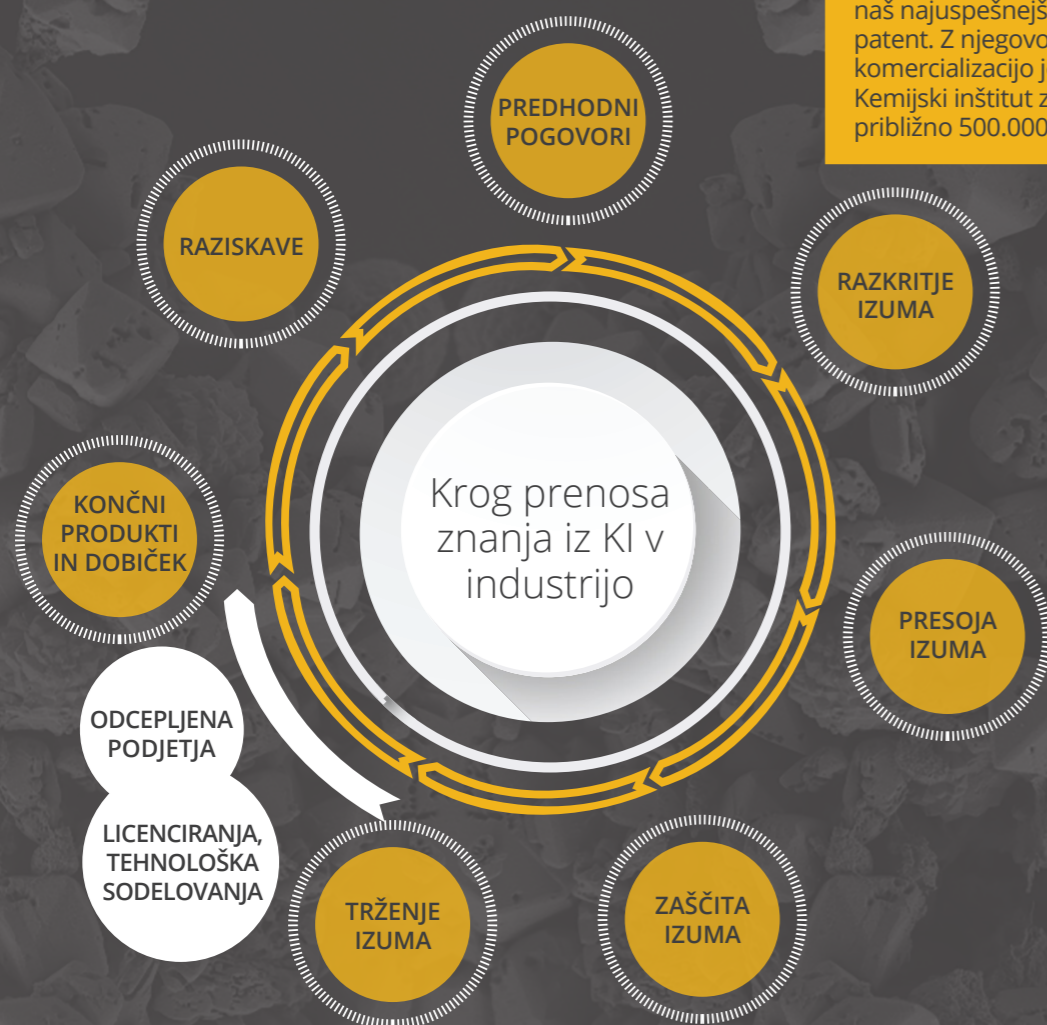 naš najuspešnejš
patent. Z njegovo
komercializacijo j
Kemijski inštitut z
približno 500.000
PREDHODNI
POGOVORI
RAZISKAVE
RAZKRITJE
IZUMA
Krog prenosa
znanja iz KI v
industrijo
KONČNI
PRODUKTI
IN DOBIČEK
PRESOJA
IZUMA
ODCEPLJENA
PODJETJA
LICENCIRANJA,
TEHNOLOŠKA
SODELOVANJA
TRŽENJE
IZUMA
ZAŠČITA
IZUMA